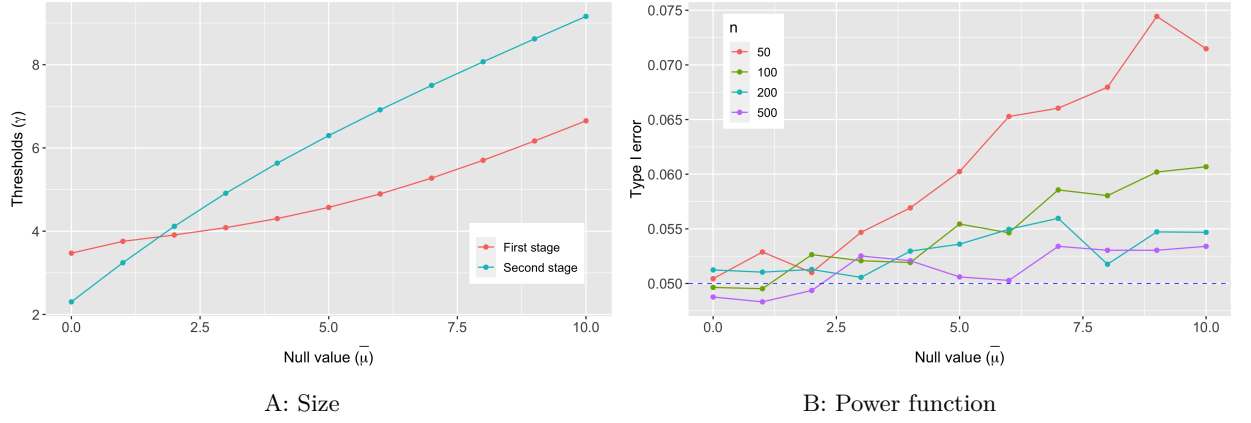 Thresholds (γ)
8
6
4
2
0.0 2.5 5.0 7.5 10.0
Null value (μ̅)
First stage
Second stage
A: Size
Type I error
0.075
0.070
0.065
0.060
0.055
0.050
n
50
100
200
500
0.0 2.5 5.0 7.5 10.0
Null value (μ̅)
B: Power function